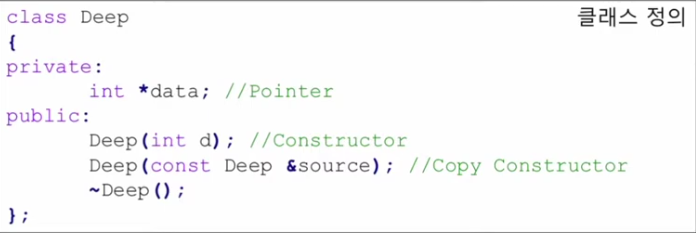 class Deep 클래스 정의
{
private:
int *data; //Pointer
public:
Deep(int d); //Constructor
Deep(const Deep &source); //Copy Constructor
~Deep();
};